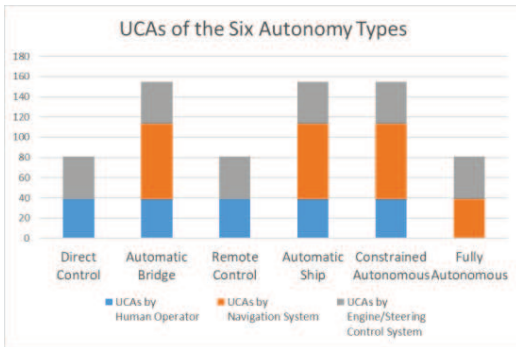 UCAs of the Six Autonomy Types
180
160
140
120
100
80
60
40
20
0
Direct Control
Automatic Bridge
Remote Control
Automatic Ship
Constrained Autonomous
Fully Autonomous
UCAs by Human Operator
UCAs by Navigation System
UCAs by Engine/Steering Control System